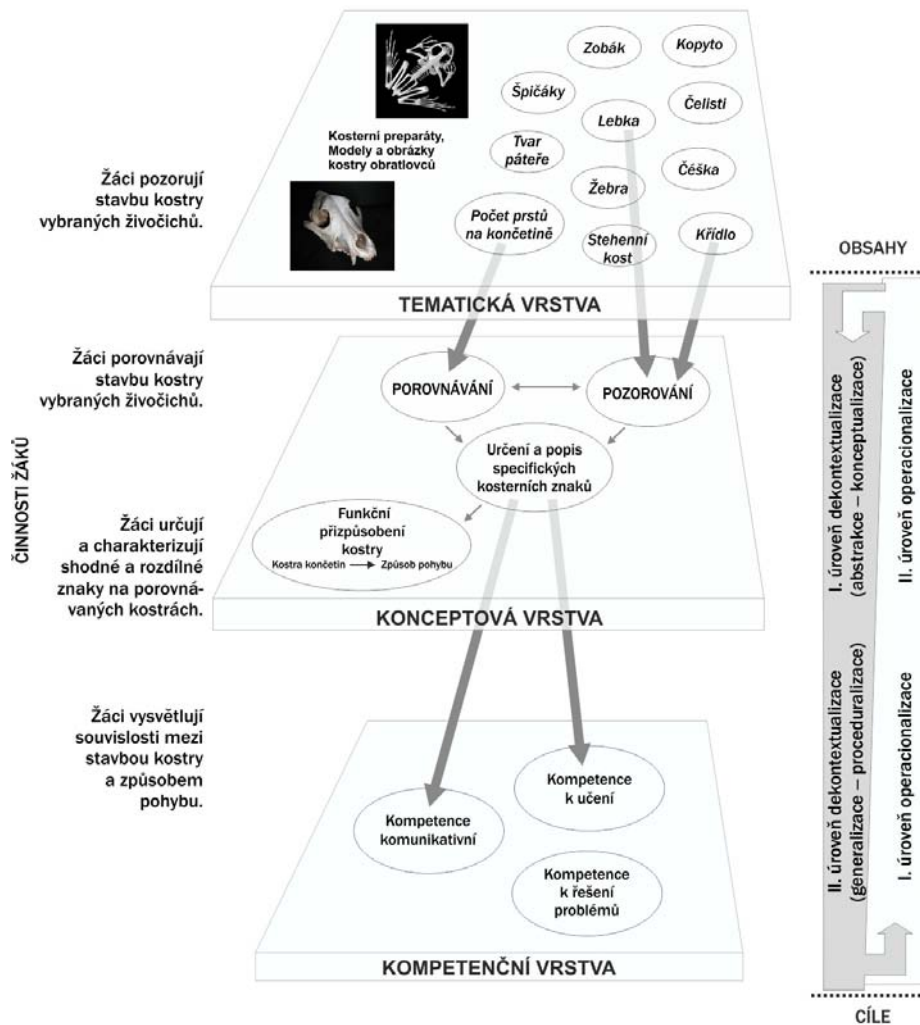 Zobák
Kopyto
Špičáky
Čelisti
Lebka
Kosterní preparáty,
Modely a obrázky
kostry obratlovců
Tvar
páteře
Čéška
Žebra
Počet prstů
na končetině
Stehenní
kost
Křídlo
Žáci pozorují
stavbu kostry
vybraných živočichů.
TEMATICKÁ VRSTVA
Žáci porovnávají
stavbu kostry
vybraných živočichů.
POROVNÁVÁNÍ
POZOROVÁNÍ
Určení a popis
specifických
kosterních znaků
Funkční
přizpůsobení
kostry
Kostra končetin
Způsob pohybu
Žáci určují
a charakterizují
shodné a rozdílné
znaky na porovná-
vaných kostrách.
KONCEPTOVÁ VRSTVA
ČINNOSTI ŽÁKŮ
Žáci vysvětlují
souvislosti mezi
stavbou kostry
a způsobem
pohybu.
Kompetence
k učení
Kompetence
komunikativní
Kompetence
k řešení
problémů
KOMPETENČNÍ VRSTVA
OBSAHY
I. úroveň dekontextualizace
(abstrakce – konceptualizace)
II. úroveň operacionalizace
II. úroveň dekontextualizace
(generalizace – proceduralizace)
I. úroveň operacionalizace
CÍLE